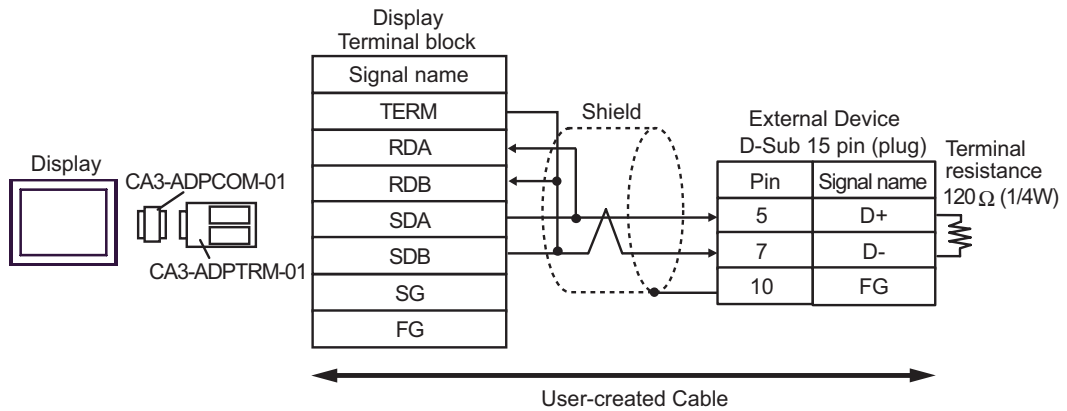 Display
Terminal block
Signal name
TERM
RDA
RDB
SDA
SDB
SG
FG
Display
CA3-ADPCOM-01
CA3-ADPTRM-01
Shield
External Device
D-Sub 15 pin (plug)
Pin Signal name
5 D+
7 D-
10 FG
Terminal
resistance
120Ω (1/4W)
User-created Cable